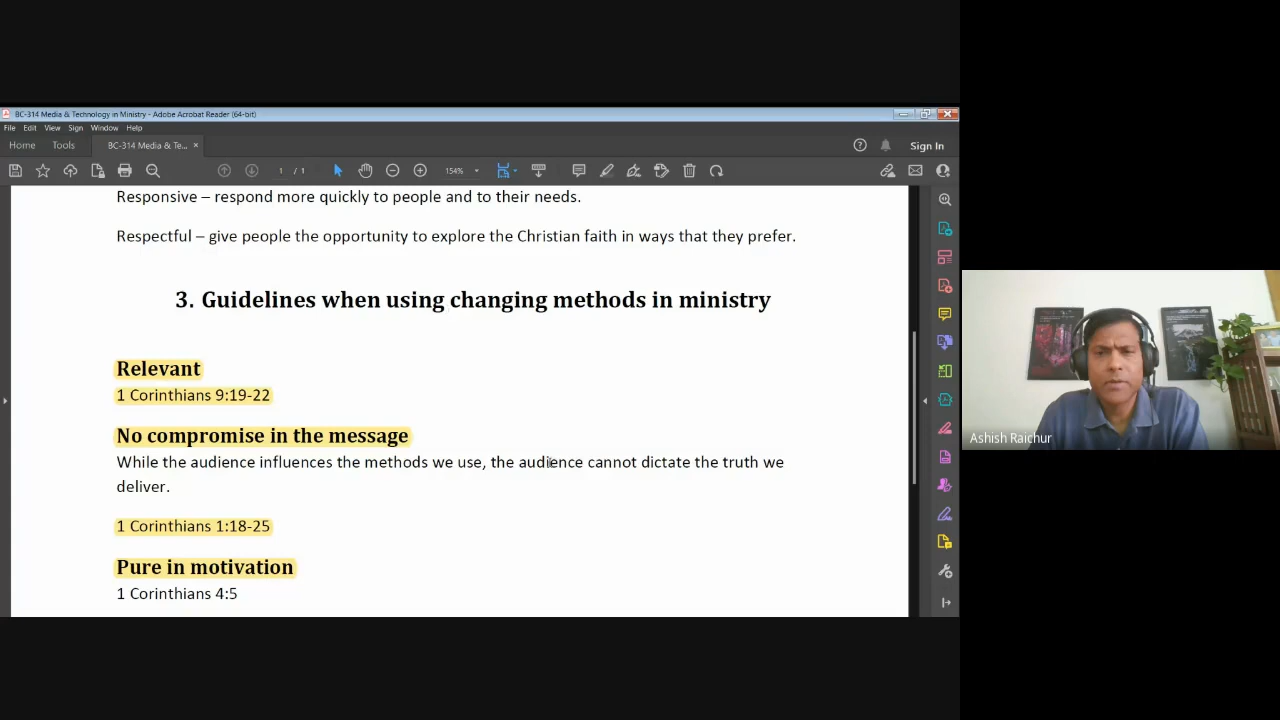 BC-314 Media & Technology in Ministry - Adobe Acrobat Reader (64-bit)
File Edit View Sign Window Help
Home Tools BC-314 Media & Te... × Sign In
1 / 1 154%
Responsive – respond more quickly to people and to their needs.
Respectful – give people the opportunity to explore the Christian faith in ways that they prefer.
3. Guidelines when using changing methods in ministry
Relevant
1 Corinthians 9:19-22
No compromise in the message
While the audience influences the methods we use, the audience cannot dictate the truth we
deliver.
1 Corinthians 1:18-25
Pure in motivation
1 Corinthians 4:5
Ashish Raichur